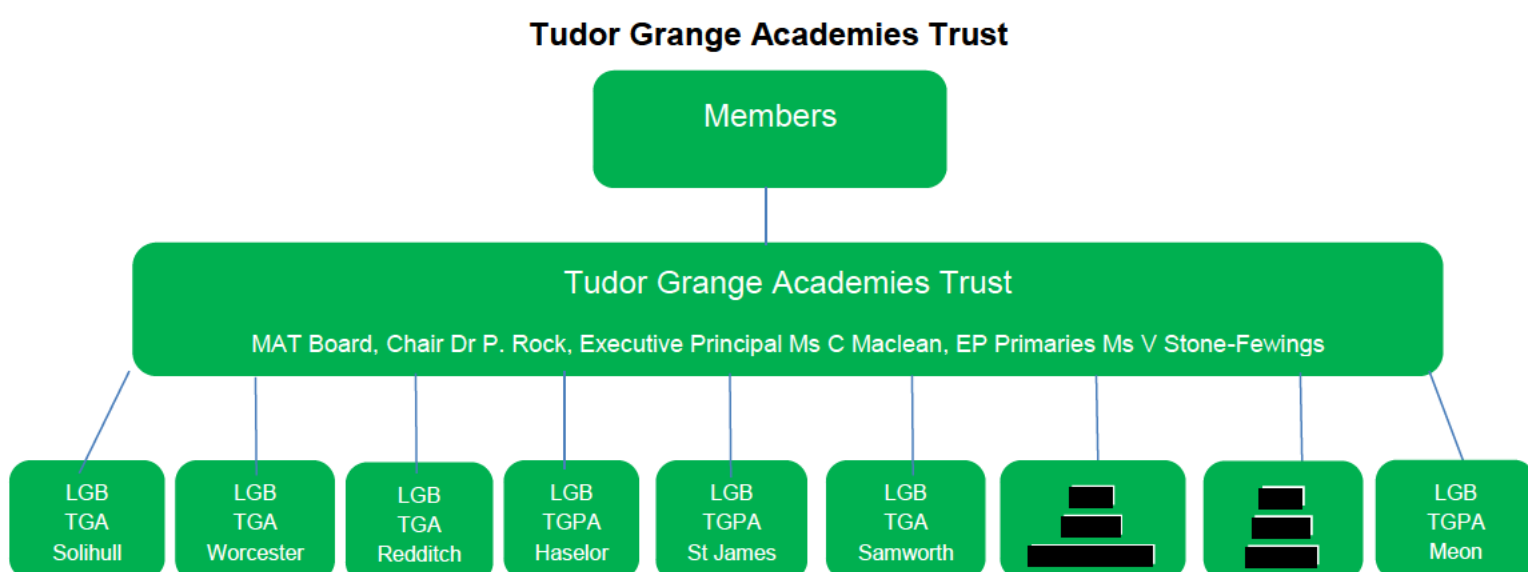 Tudor Grange Academies Trust
Members
Tudor Grange Academies Trust
MAT Board, Chair Dr P. Rock, Executive Principal Ms C Maclean, EP Primaries Ms V Stone-Fewings
LGB
TGA
Solihull
LGB
TGA
Worcester
LGB
TGA
Redditch
LGB
TGPA
Haselor
LGB
TGPA
St James
LGB
TGA
Samworth
LGB
TGPA
Meon